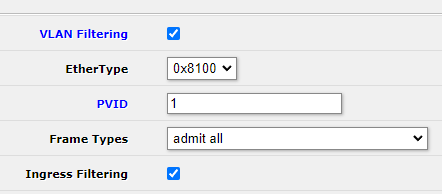 VLAN Filtering
EtherType 0x8100
PVID 1
Frame Types admit all
Ingress Filtering